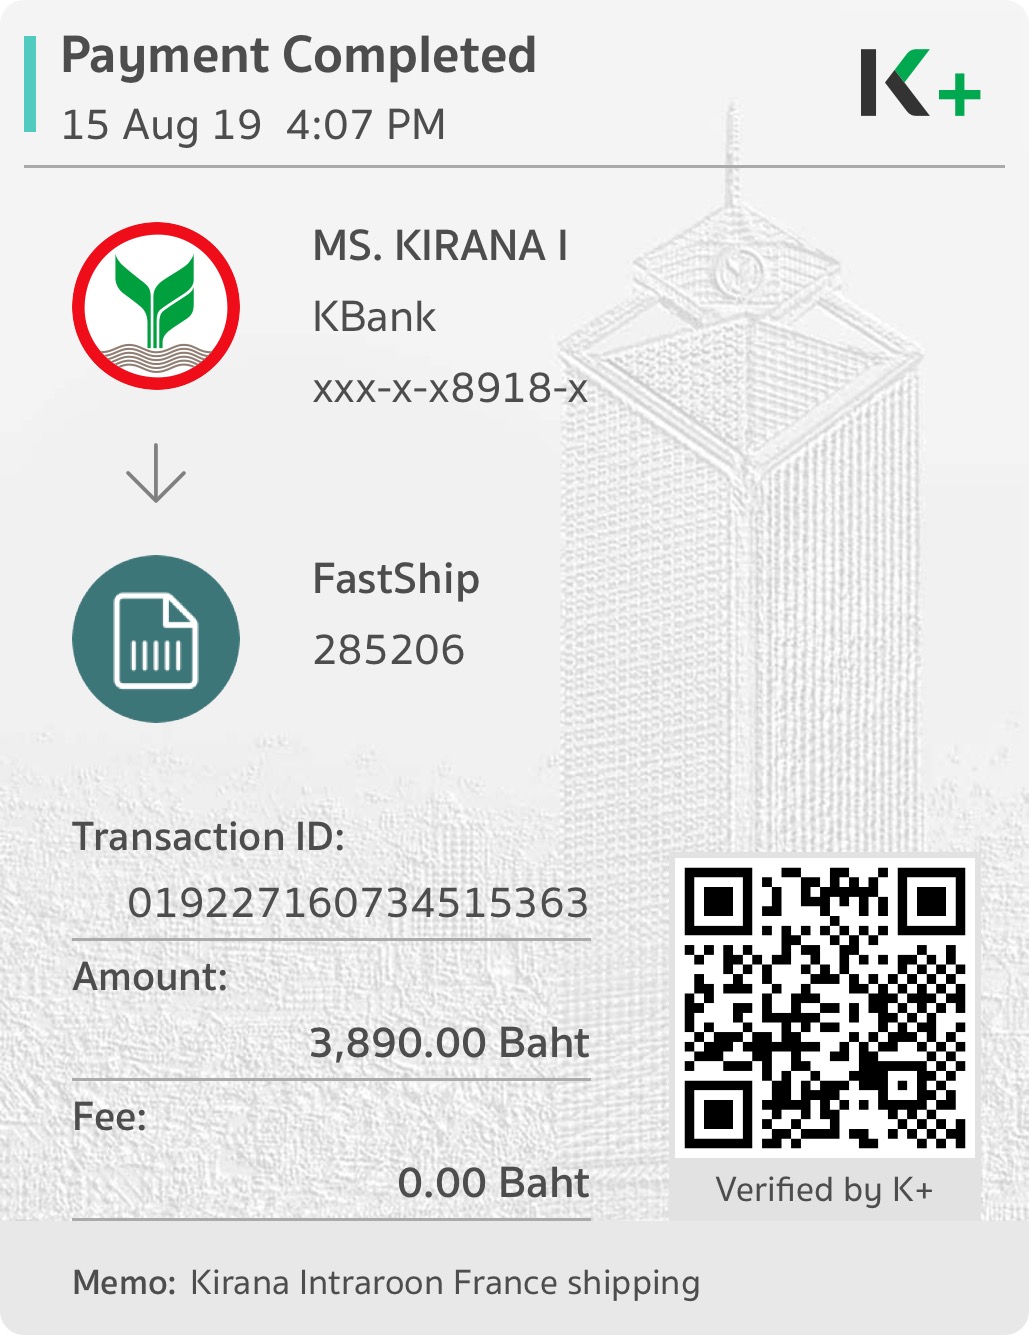 Payment Completed
15 Aug 19 4:07 PM
K+
MS. KIRANA I
KBank
xxx-x-x8918-x
FastShip
285206
Transaction ID:
019227160734515363
Amount:
3,890.00 Baht
Fee:
0.00 Baht
Verified by K+
Memo: Kirana Intraroon France shipping